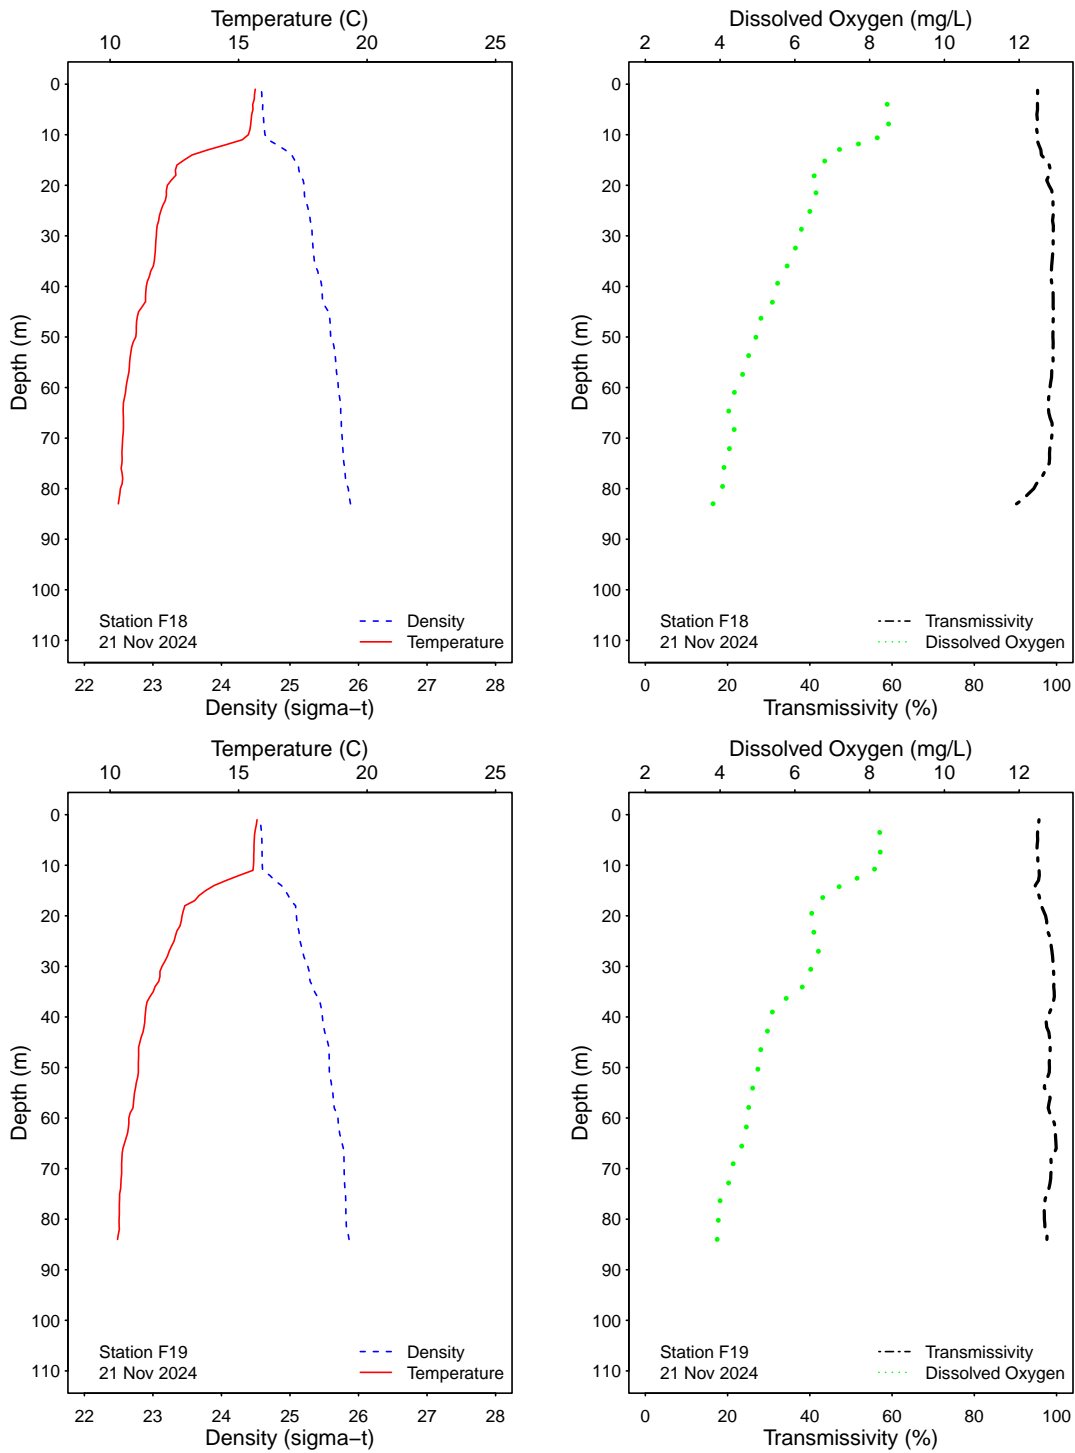 Temperature (C)
10 15 20 25
0
10
20
30
40
50
60
70
80
90
100
110
Depth (m)
Station F18
21 Nov 2024
Density
Temperature
22 23 24 25 26 27 28
Density (sigma−t)
Dissolved Oxygen (mg/L)
2 4 6 8 10 12
0
10
20
30
40
50
60
70
80
90
100
110
Depth (m)
Station F18
21 Nov 2024
Transmissivity
Dissolved Oxygen
0 20 40 60 80 100
Transmissivity (%)
Temperature (C)
10 15 20 25
0
10
20
30
40
50
60
70
80
90
100
110
Depth (m)
Station F19
21 Nov 2024
Density
Temperature
22 23 24 25 26 27 28
Density (sigma−t)
Dissolved Oxygen (mg/L)
2 4 6 8 10 12
0
10
20
30
40
50
60
70
80
90
100
110
Depth (m)
Station F19
21 Nov 2024
Transmissivity
Dissolved Oxygen
0 20 40 60 80 100
Transmissivity (%)